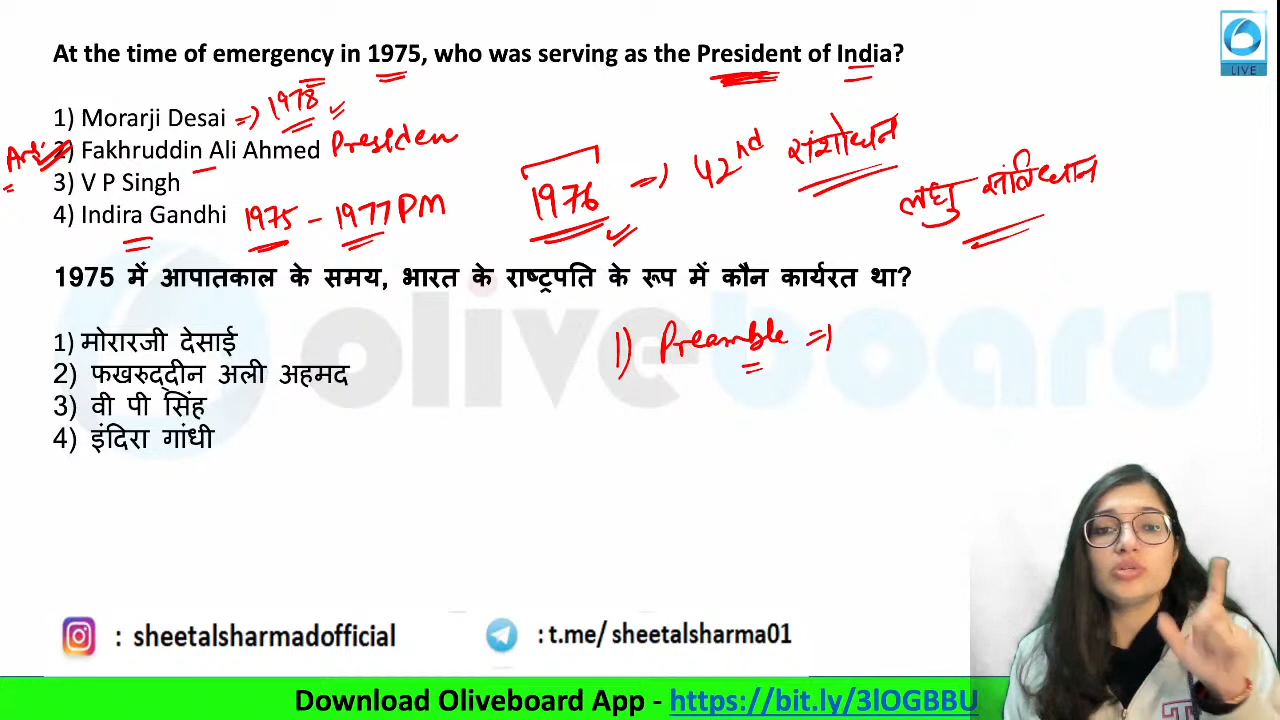 At the time of emergency in 1975, who was serving as the President of India?
LIVE
1) Morarji Desai =) 1978
Ans: 2) Fakhruddin Ali Ahmed Presiden
3) V P Singh
4) Indira Gandhi 1975 - 1977 PM
1976 =) 42nd संशोधन
लघु संविधान
1975 में आपातकाल के समय, भारत के राष्ट्रपति के रूप में कौन कार्यरत था?
oliveboard
1) मोरारजी देसाई
1) Preamble =)
2) फखरुद्दीन अली अहमद
3) वी पी सिंह
4) इंदिरा गांधी
: sheetalsharmadofficial
: t.me/ sheetalsharma01
Download Oliveboard App - https://bit.ly/3lOGBBU